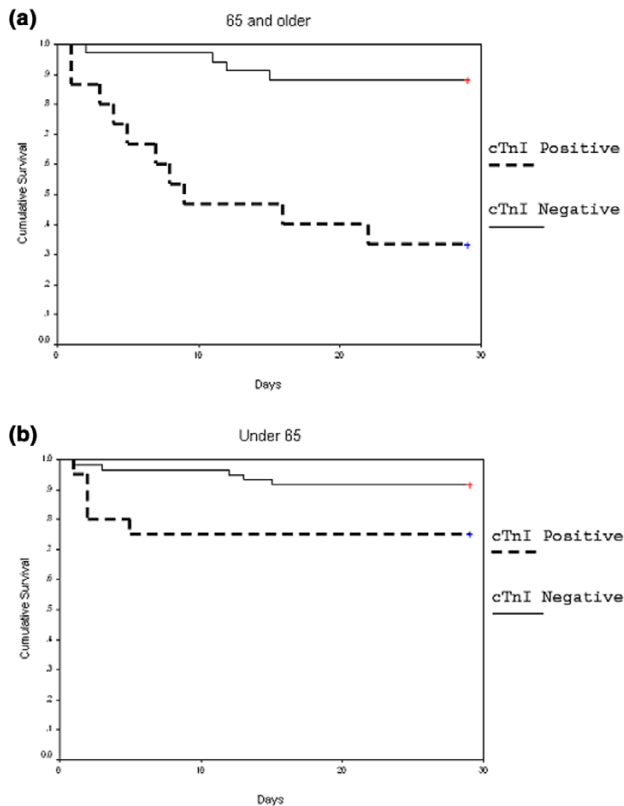 (a)
65 and older
1.0
.9
.8
.7
.6
.5
.4
.3
.2
.1
0.0
Cumulative Survival
0
10
20
30
Days
cTnI Positive
cTnI Negative
(b)
Under 65
1.0
.9
.8
.7
.6
.5
.4
.3
.2
.1
0.0
Cumulative Survival
0
10
20
30
Days
cTnI Positive
cTnI Negative